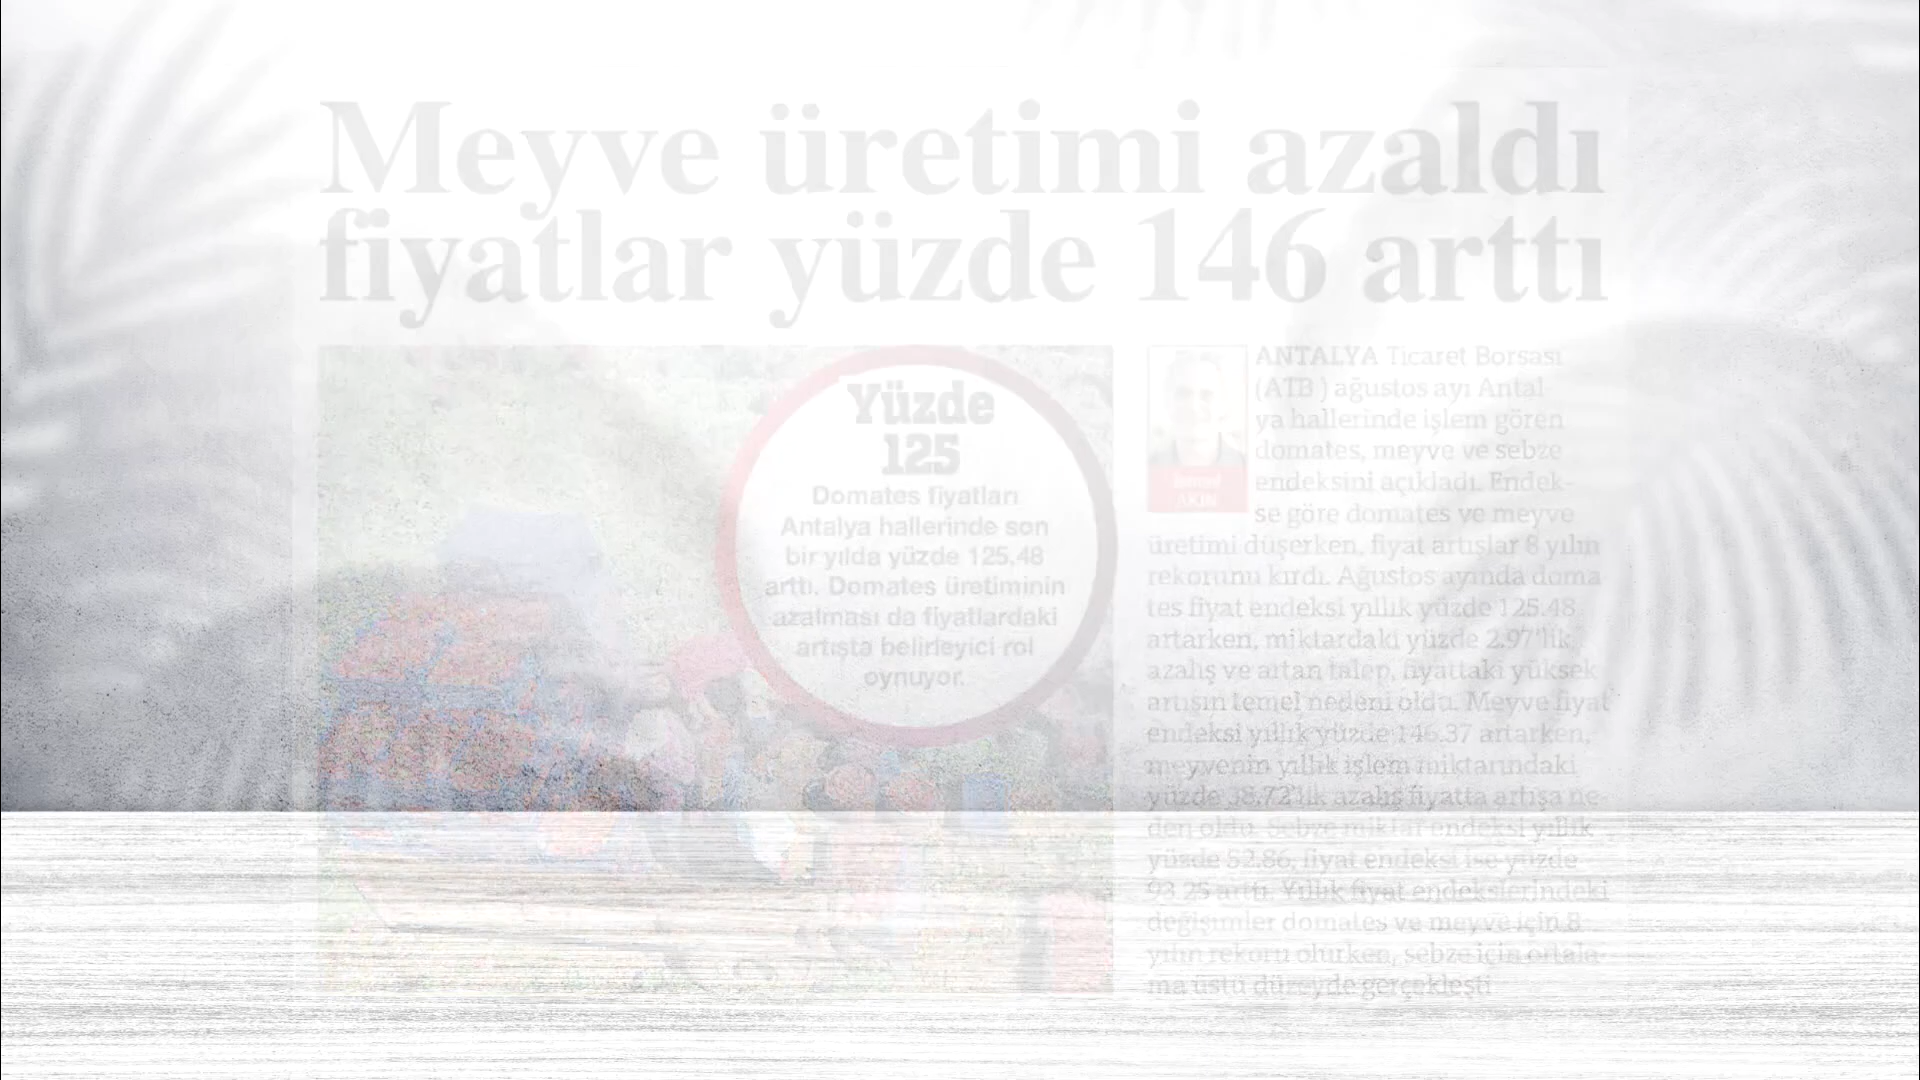 Meyve üretimi azaldı
fiyatlar yüzde 146 arttı
Yüzde
125
Domates fiyatları
Antalya hallerinde son
bir yılda yüzde 125.48
arttı. Domates üretiminin
azalması da fiyatlardaki
artışta belirleyici rol
oynuyor.
AKIN
ANTALYA Ticaret Borsası
(ATB ) ağustos ayı Antal
ya hallerinde işlem gören
domates, meyve ve sebze
endeksini açıkladı. Endek-
se göre domates ve meyve
üretimi düşerken, fiyat artışlar 8 yılın
rekorunu kırdı. Ağustos ayında doma
tes fiyat endeksi yıllık yüzde 125.48
artarken, miktardaki yüzde 2.97'lik
azalış ve artan talep, fiyattaki yüksek
artışın temel nedeni oldu. Meyve fiyat
endeksi yıllık yüzde 146.37 artarken,
meyvenin yıllık işlem miktarındaki
yüzde 38.72'lik azalış fiyatta artışa ne-
den oldu. Sebze miktar endeksi yıllık
yüzde 52.86, fiyat endeksi ise yüzde
93.25 arttı. Yıllık fiyat endekslerindeki
değişimler domates ve meyve için 8
yılın rekoru olurken, sebze için ortala-
ma üstü düzeyde gerçekleşti